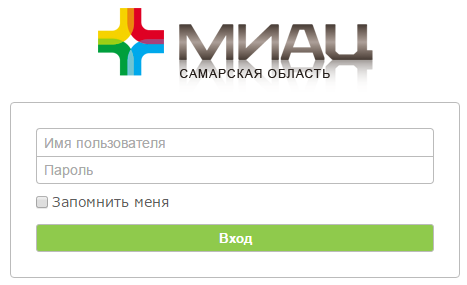 МИАЦ
САМАРСКАЯ ОБЛАСТЬ
Имя пользователя
Пароль
Запомнить меня
Вход